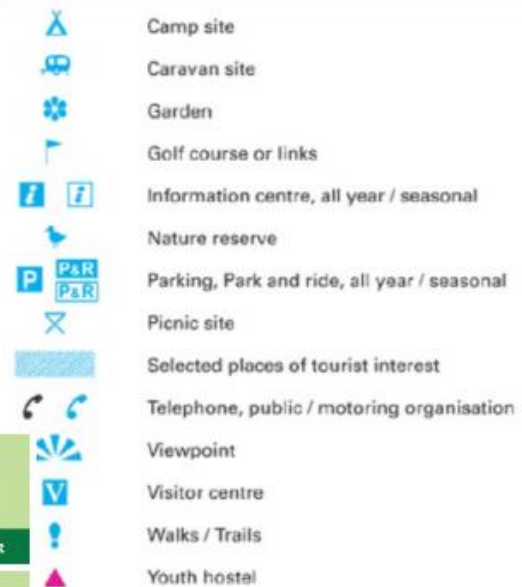 Camp site
Caravan site
Garden
Golf course or links
i i Information centre, all year / seasonal
Nature reserve
P P&R P&R Parking, Park and ride, all year / seasonal
Picnic site
Selected places of tourist interest
Telephone, public / motoring organisation
Viewpoint
V Visitor centre
Walks / Trails
Youth hostel